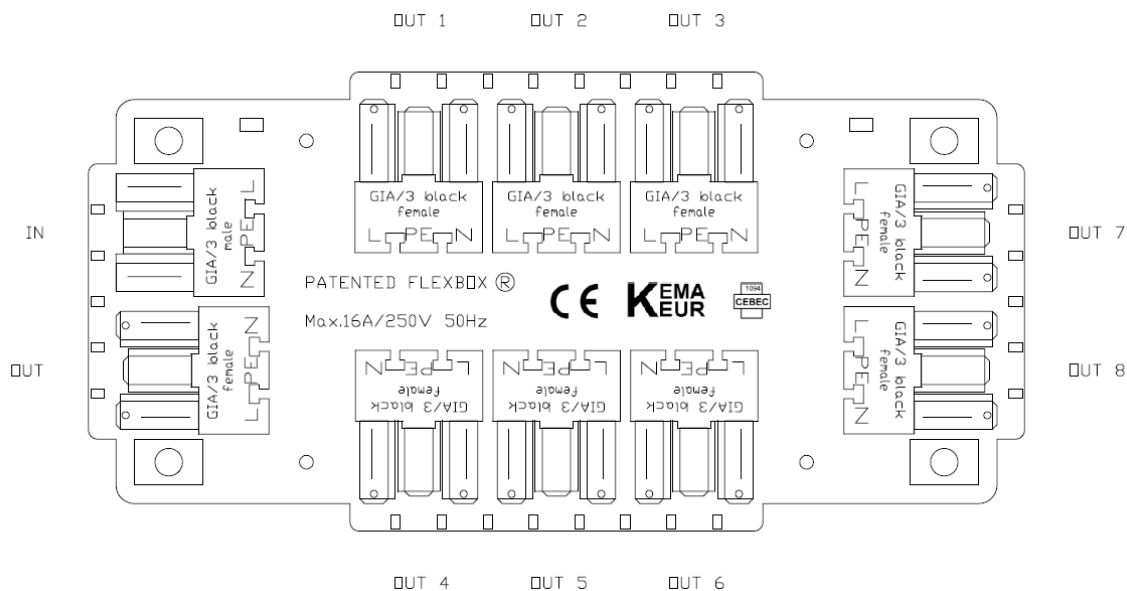 OUT 1
OUT 2
OUT 3
GIA/3 black
female
L PE N
GIA/3 black
female
L PE N
GIA/3 black
female
L PE N
IN
GIA/3 black
male
L PE N
OUT
GIA/3 black
female
L PE N
PATENTED FLEXBOX ®
Max.16A/250V 50Hz
CE
KEMA
KEUR
1094
CEBEC
GIA/3 black
female
L PE N
OUT 7
GIA/3 black
female
L PE N
OUT 8
L PE N
GIA/3 black
female
L PE N
GIA/3 black
female
L PE N
GIA/3 black
female
OUT 4
OUT 5
OUT 6